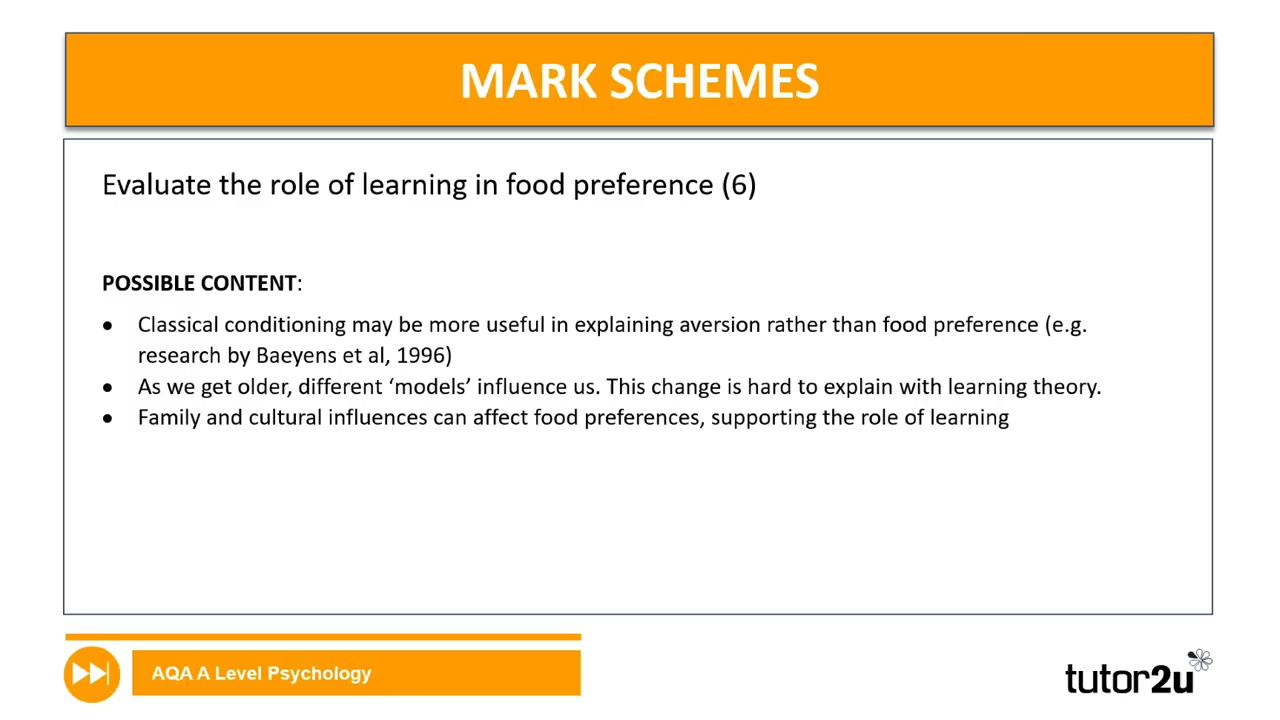 MARK SCHEMES
Evaluate the role of learning in food preference (6)
POSSIBLE CONTENT:
• Classical conditioning may be more useful in explaining aversion rather than food preference (e.g.
research by Baeyens et al, 1996)
• As we get older, different ‘models’ influence us. This change is hard to explain with learning theory.
• Family and cultural influences can affect food preferences, supporting the role of learning
AQA A Level Psychology
tutor2u